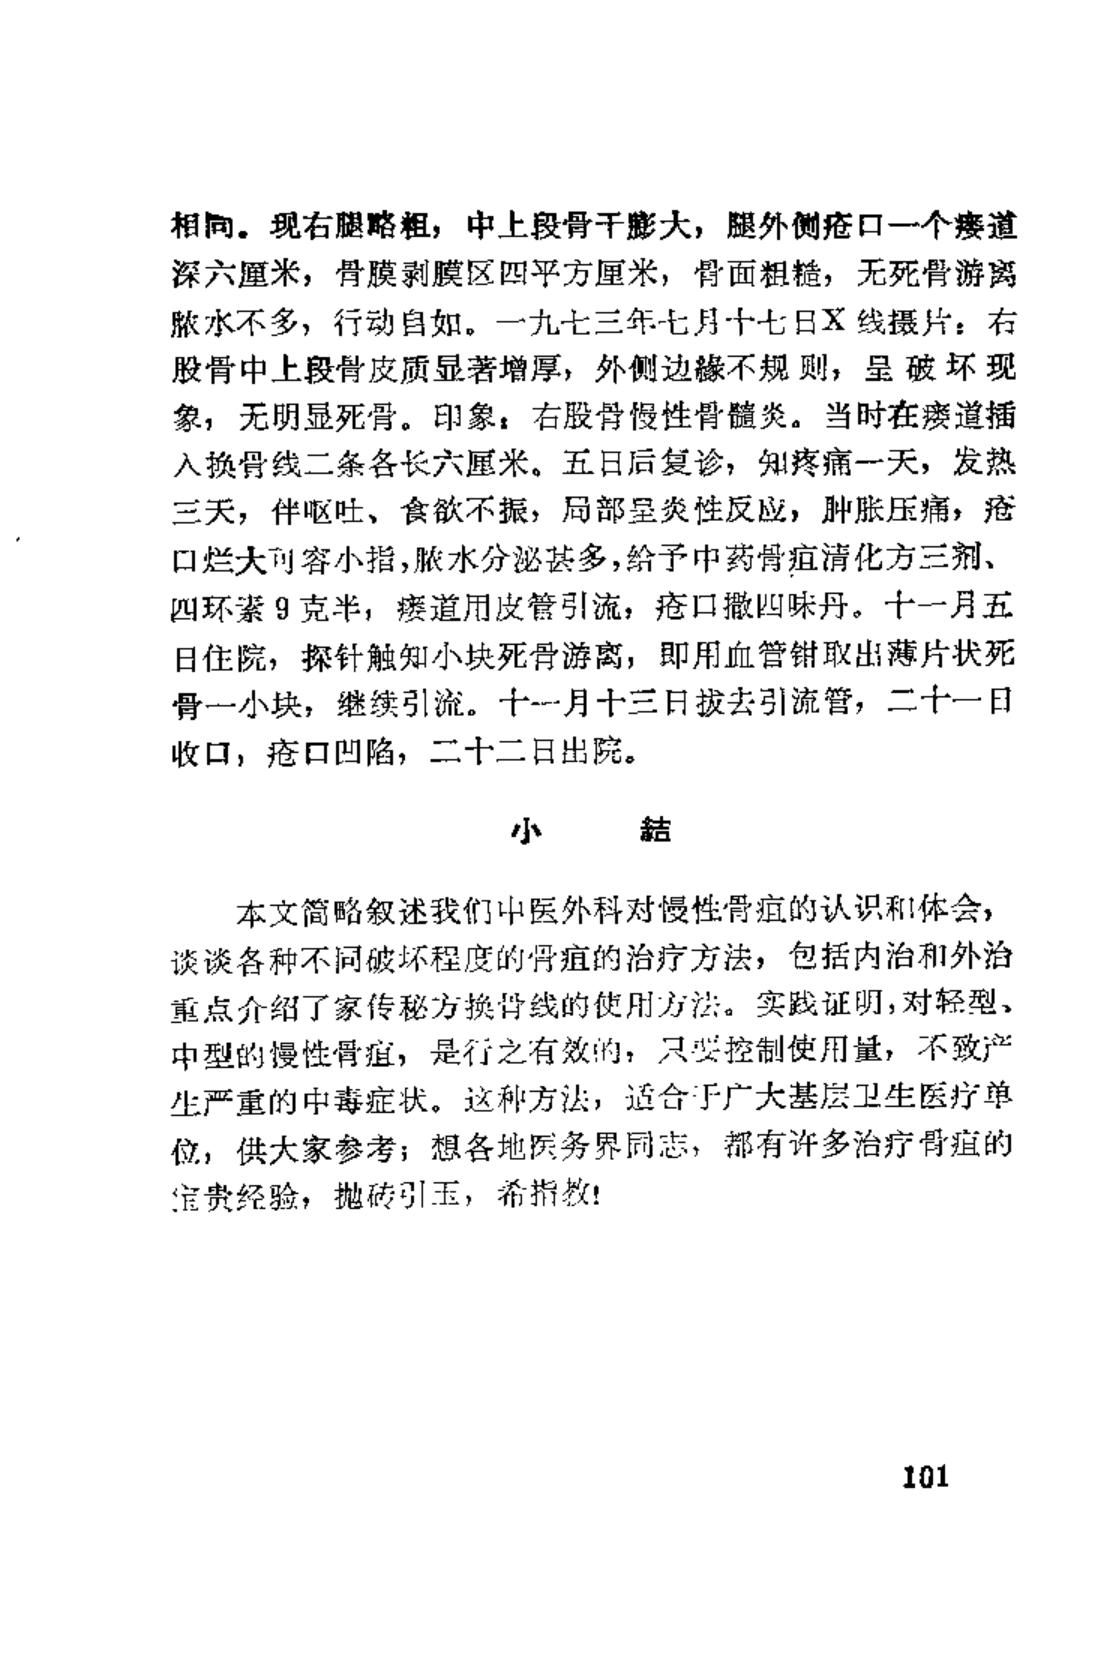 相同。现右腿略粗，中上段骨干膨大，腿外侧疮口一个瘘道
深六厘米，骨膜剥膜区四平方厘米，骨面粗糙，无死骨游离
脓水不多，行动自如。一九七三年七月十七日X线摄片：右
股骨中上段骨皮质显著增厚，外侧边缘不规则，呈破坏现
象，无明显死骨。印象：右股骨慢性骨髓炎。当时在瘘道插
入换骨线二条各长六厘米。五日后复诊，知疼痛一天，发热
三天，伴呕吐、食欲不振，局部呈炎性反应，肿胀压痛，疮
口烂大可容小指，脓水分泌甚多，给予中药骨疽清化方三剂、
四环素9克半，瘘道用皮管引流，疮口撒四味丹。十一月五
日住院，探针触知小块死骨游离，即用血管钳取出薄片状死
骨一小块，继续引流。十一月十三日拔去引流管，二十一日
收口，疮口凹陷，二十二日出院。
小结
本文简略叙述我们中医外科对慢性骨疽的认识和体会，
谈谈各种不同破坏程度的骨疽的治疗方法，包括内治和外治
重点介绍了家传秘方换骨线的使用方法。实践证明，对轻型、
中型的慢性骨疽，是行之有效的，只要控制使用量，不致产
生严重的中毒症状。这种方法，适合于广大基层卫生医疗单
位，供大家参考；想各地医务界同志，都有许多治疗骨疽的
宝贵经验，抛砖引玉，希指教！
101